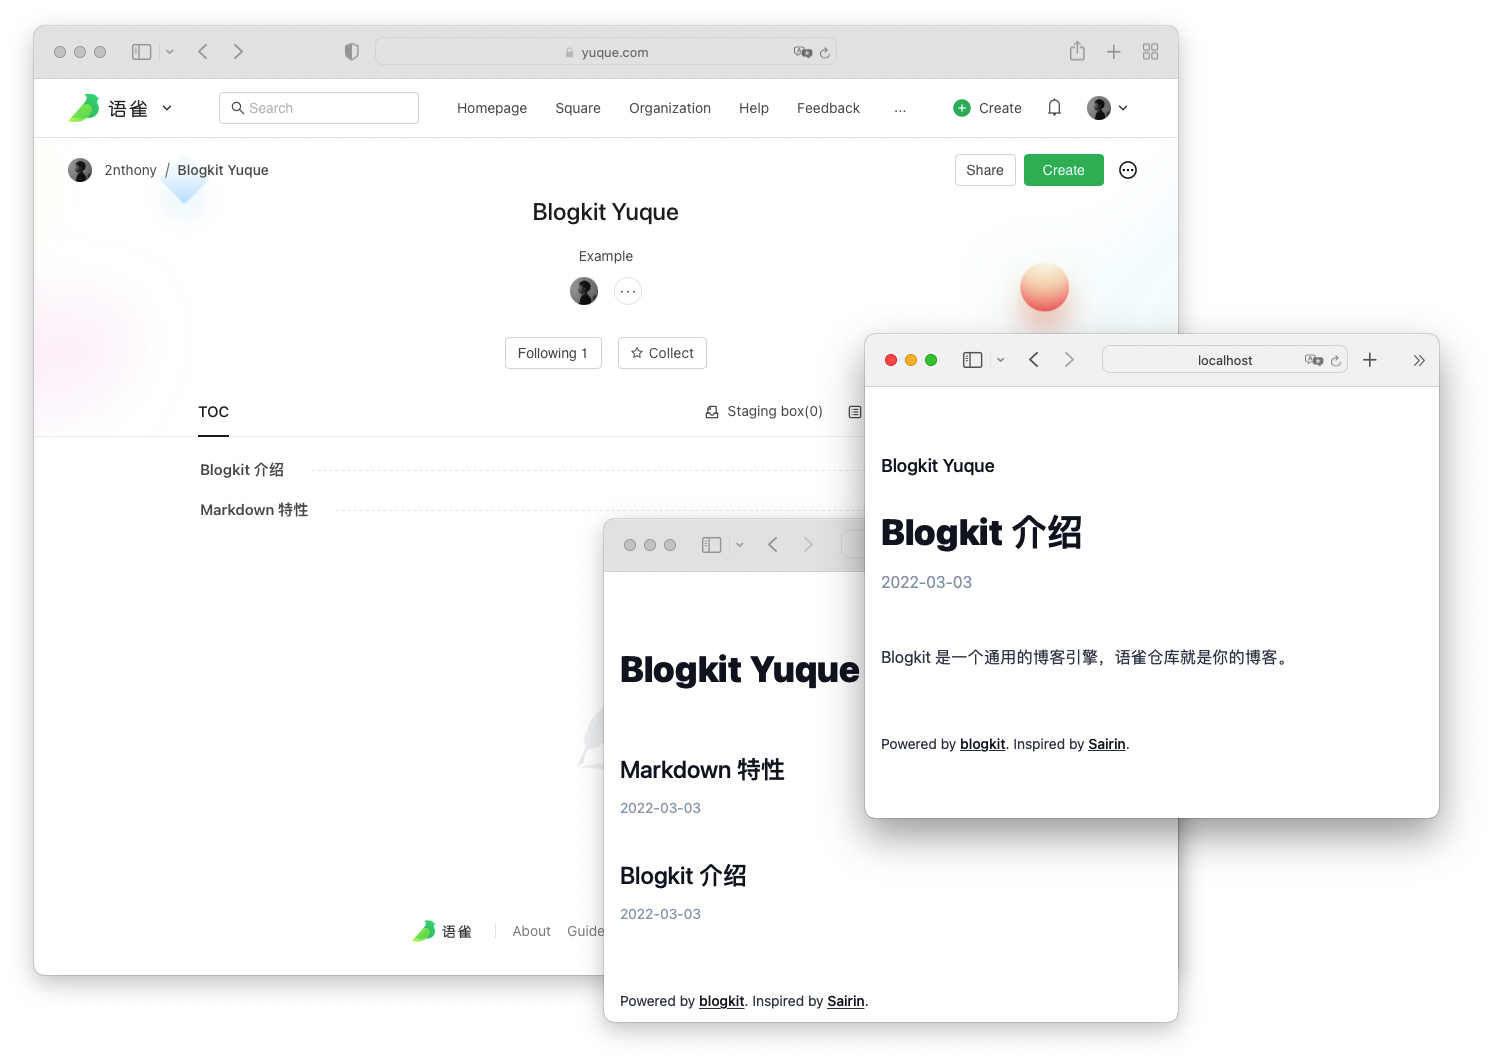 yuque.com
语雀
Search
Homepage
Square
Organization
Help
Feedback
...
Create
2nthony / Blogkit Yuque
Share
Create
Blogkit Yuque
Example
Following 1
Collect
TOC
Staging box(0)
Blogkit 介绍
Markdown 特性
语雀
About
Guide
Blogkit Yuque
Markdown 特性
2022-03-03
Blogkit 介绍
2022-03-03
Powered by blogkit. Inspired by Sairin.
localhost
Blogkit Yuque
Blogkit 介绍
2022-03-03
Blogkit 是一个通用的博客引擎，语雀仓库就是你的博客。
Powered by blogkit. Inspired by Sairin.